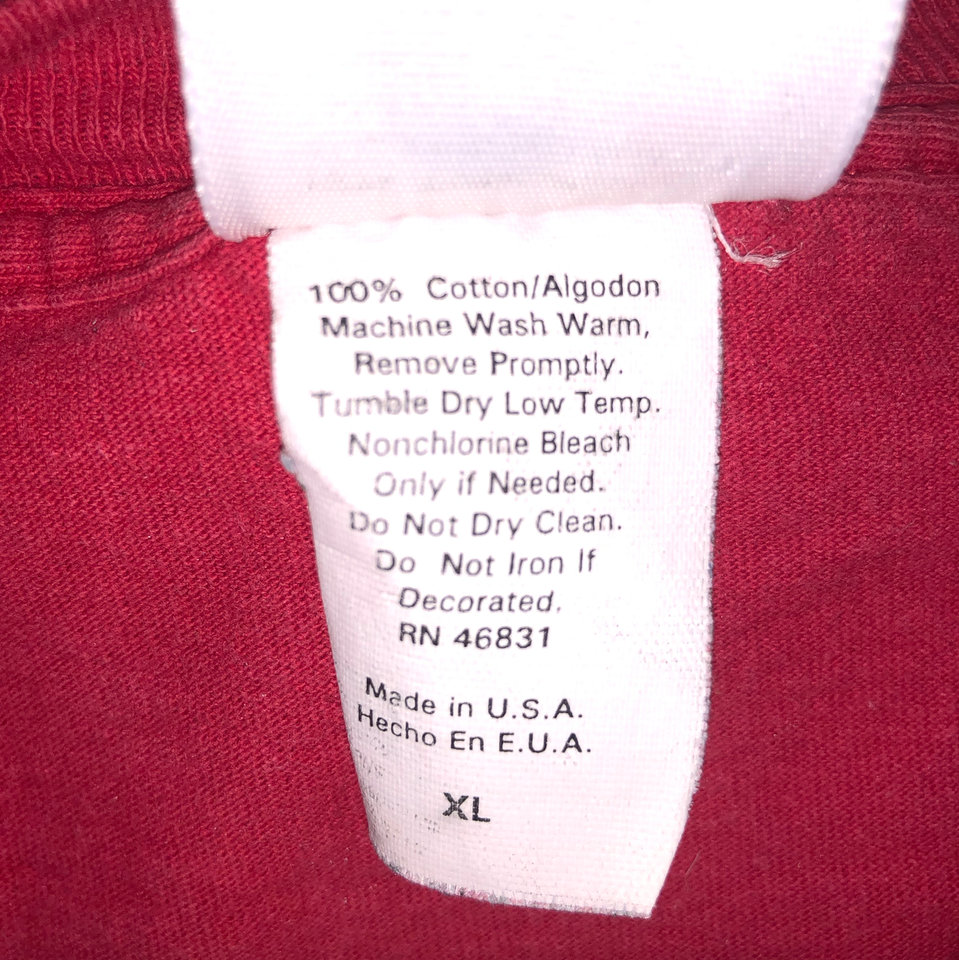 100% Cotton/Algodon
Machine Wash Warm,
Remove Promptly.
Tumble Dry Low Temp.
Nonchlorine Bleach
Only if Needed.
Do Not Dry Clean.
Do Not Iron If
Decorated.
RN 46831
Made in U.S.A.
Hecho En E.U.A.
XL